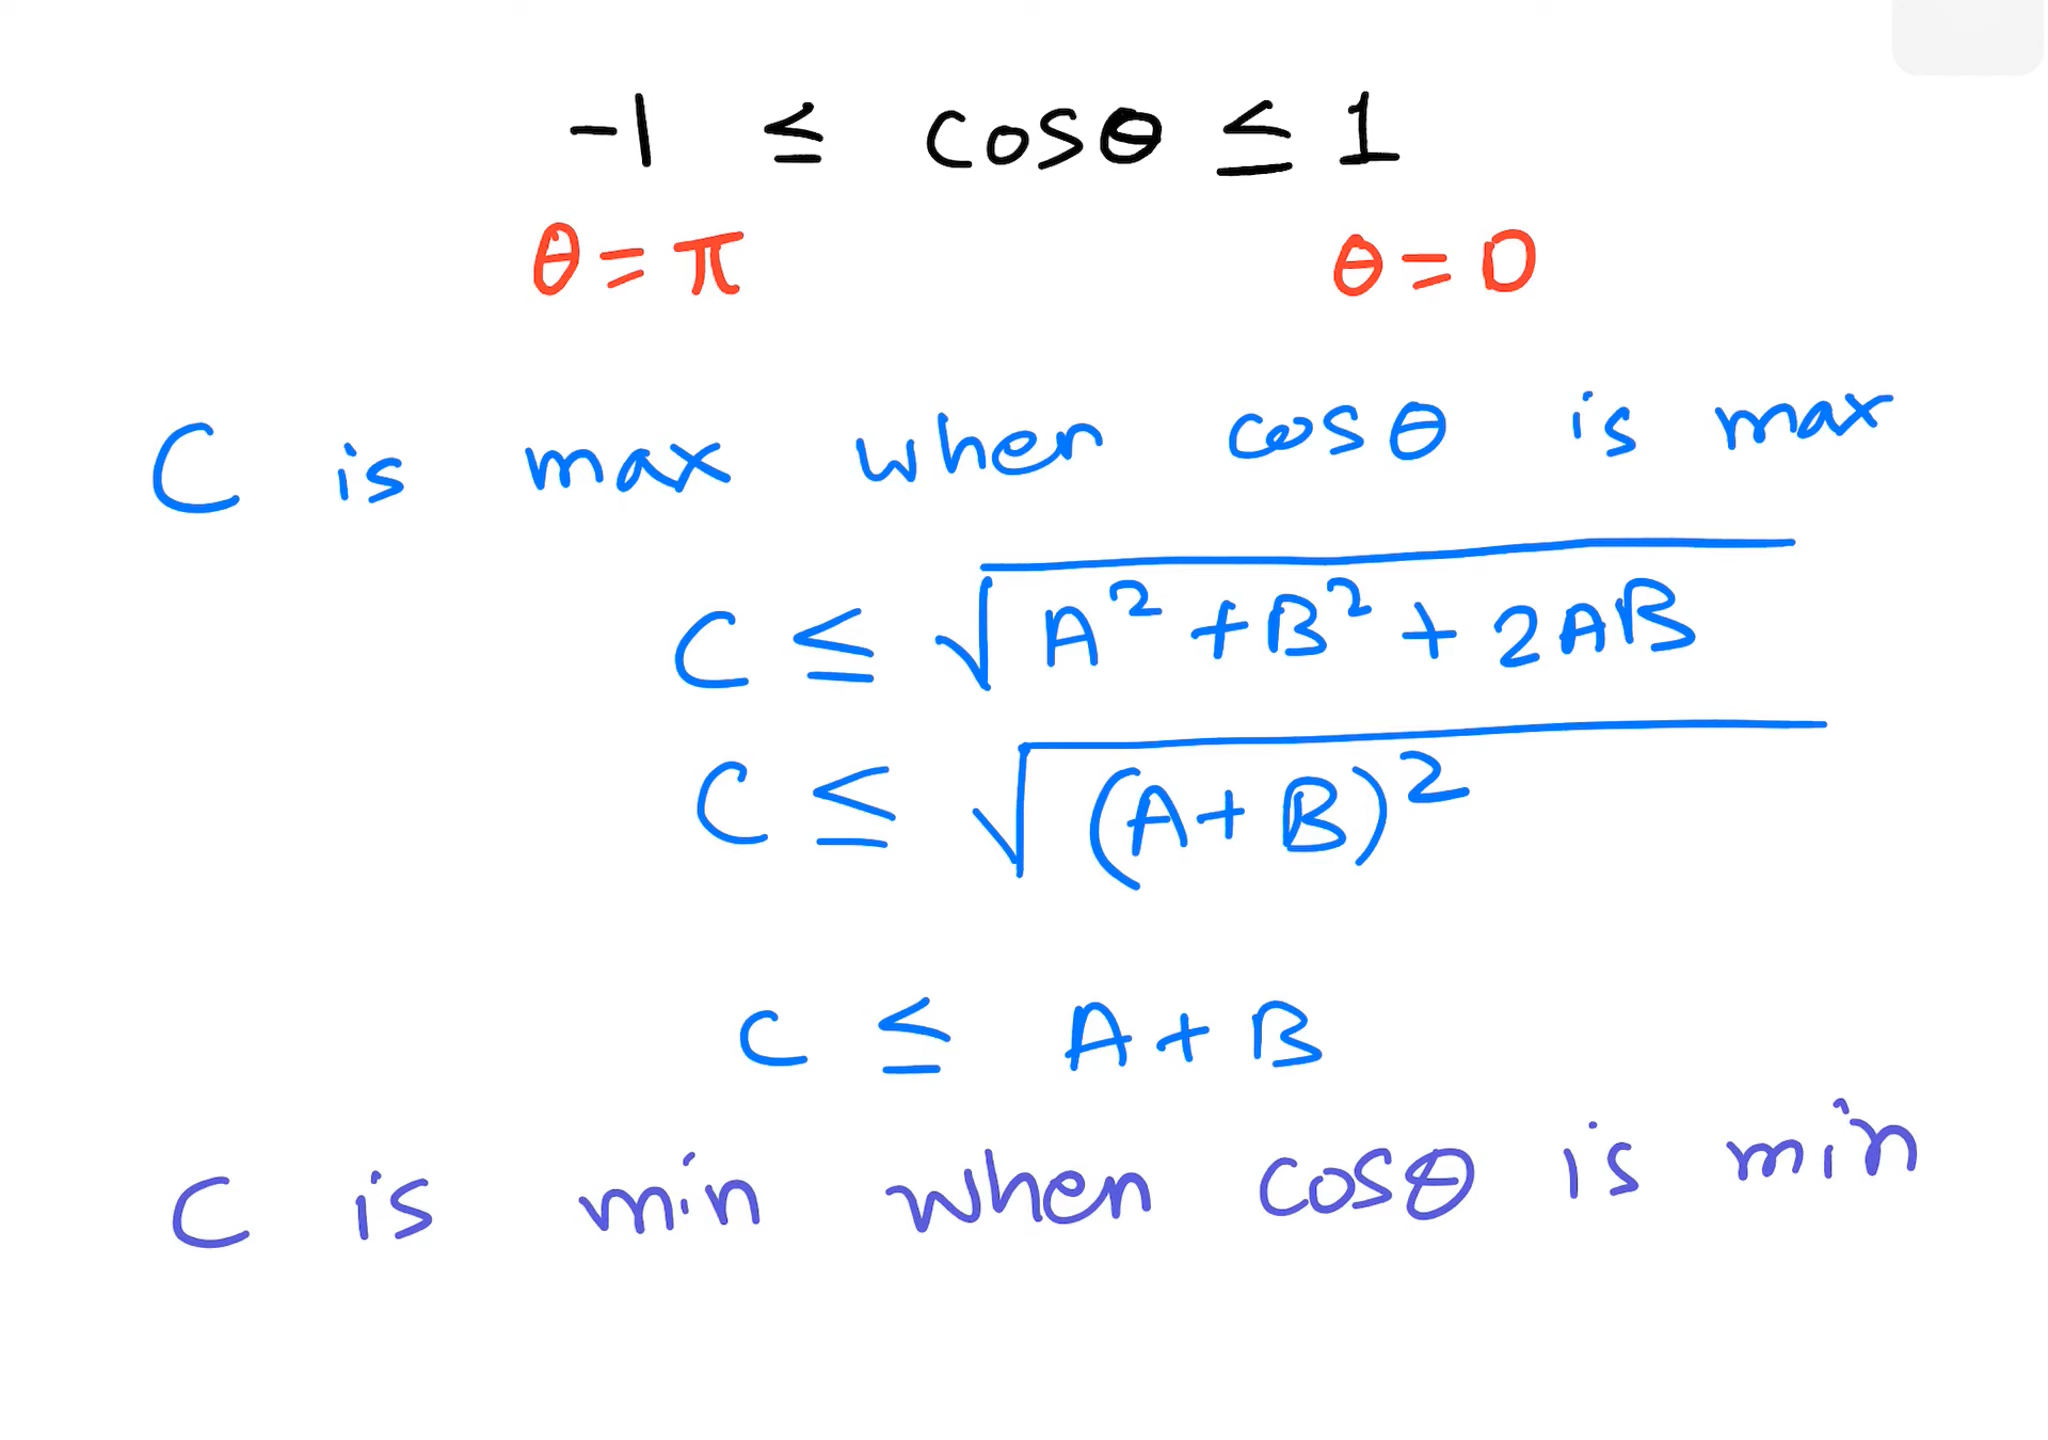 -1 ≤ cosθ ≤ 1
θ = π θ = 0
C is max when cosθ is max
C ≤ √(A² + B² + 2AB)
C ≤ √((A + B)²)
C ≤ A + B
C is min when cosθ is min